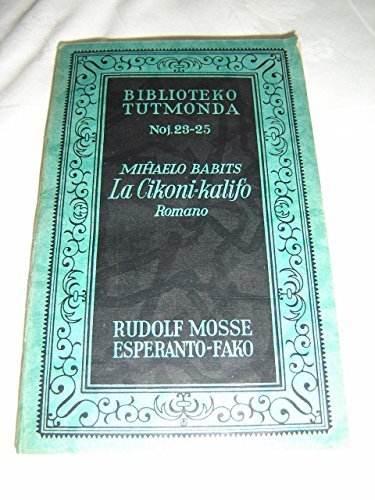 BIBLIOTEKO
TUTMONDA
Noj. 23-25
MIĤAELO BABITS
La Cikoni-kalifo
Romano
RUDOLF MOSSE
ESPERANTO-FAKO